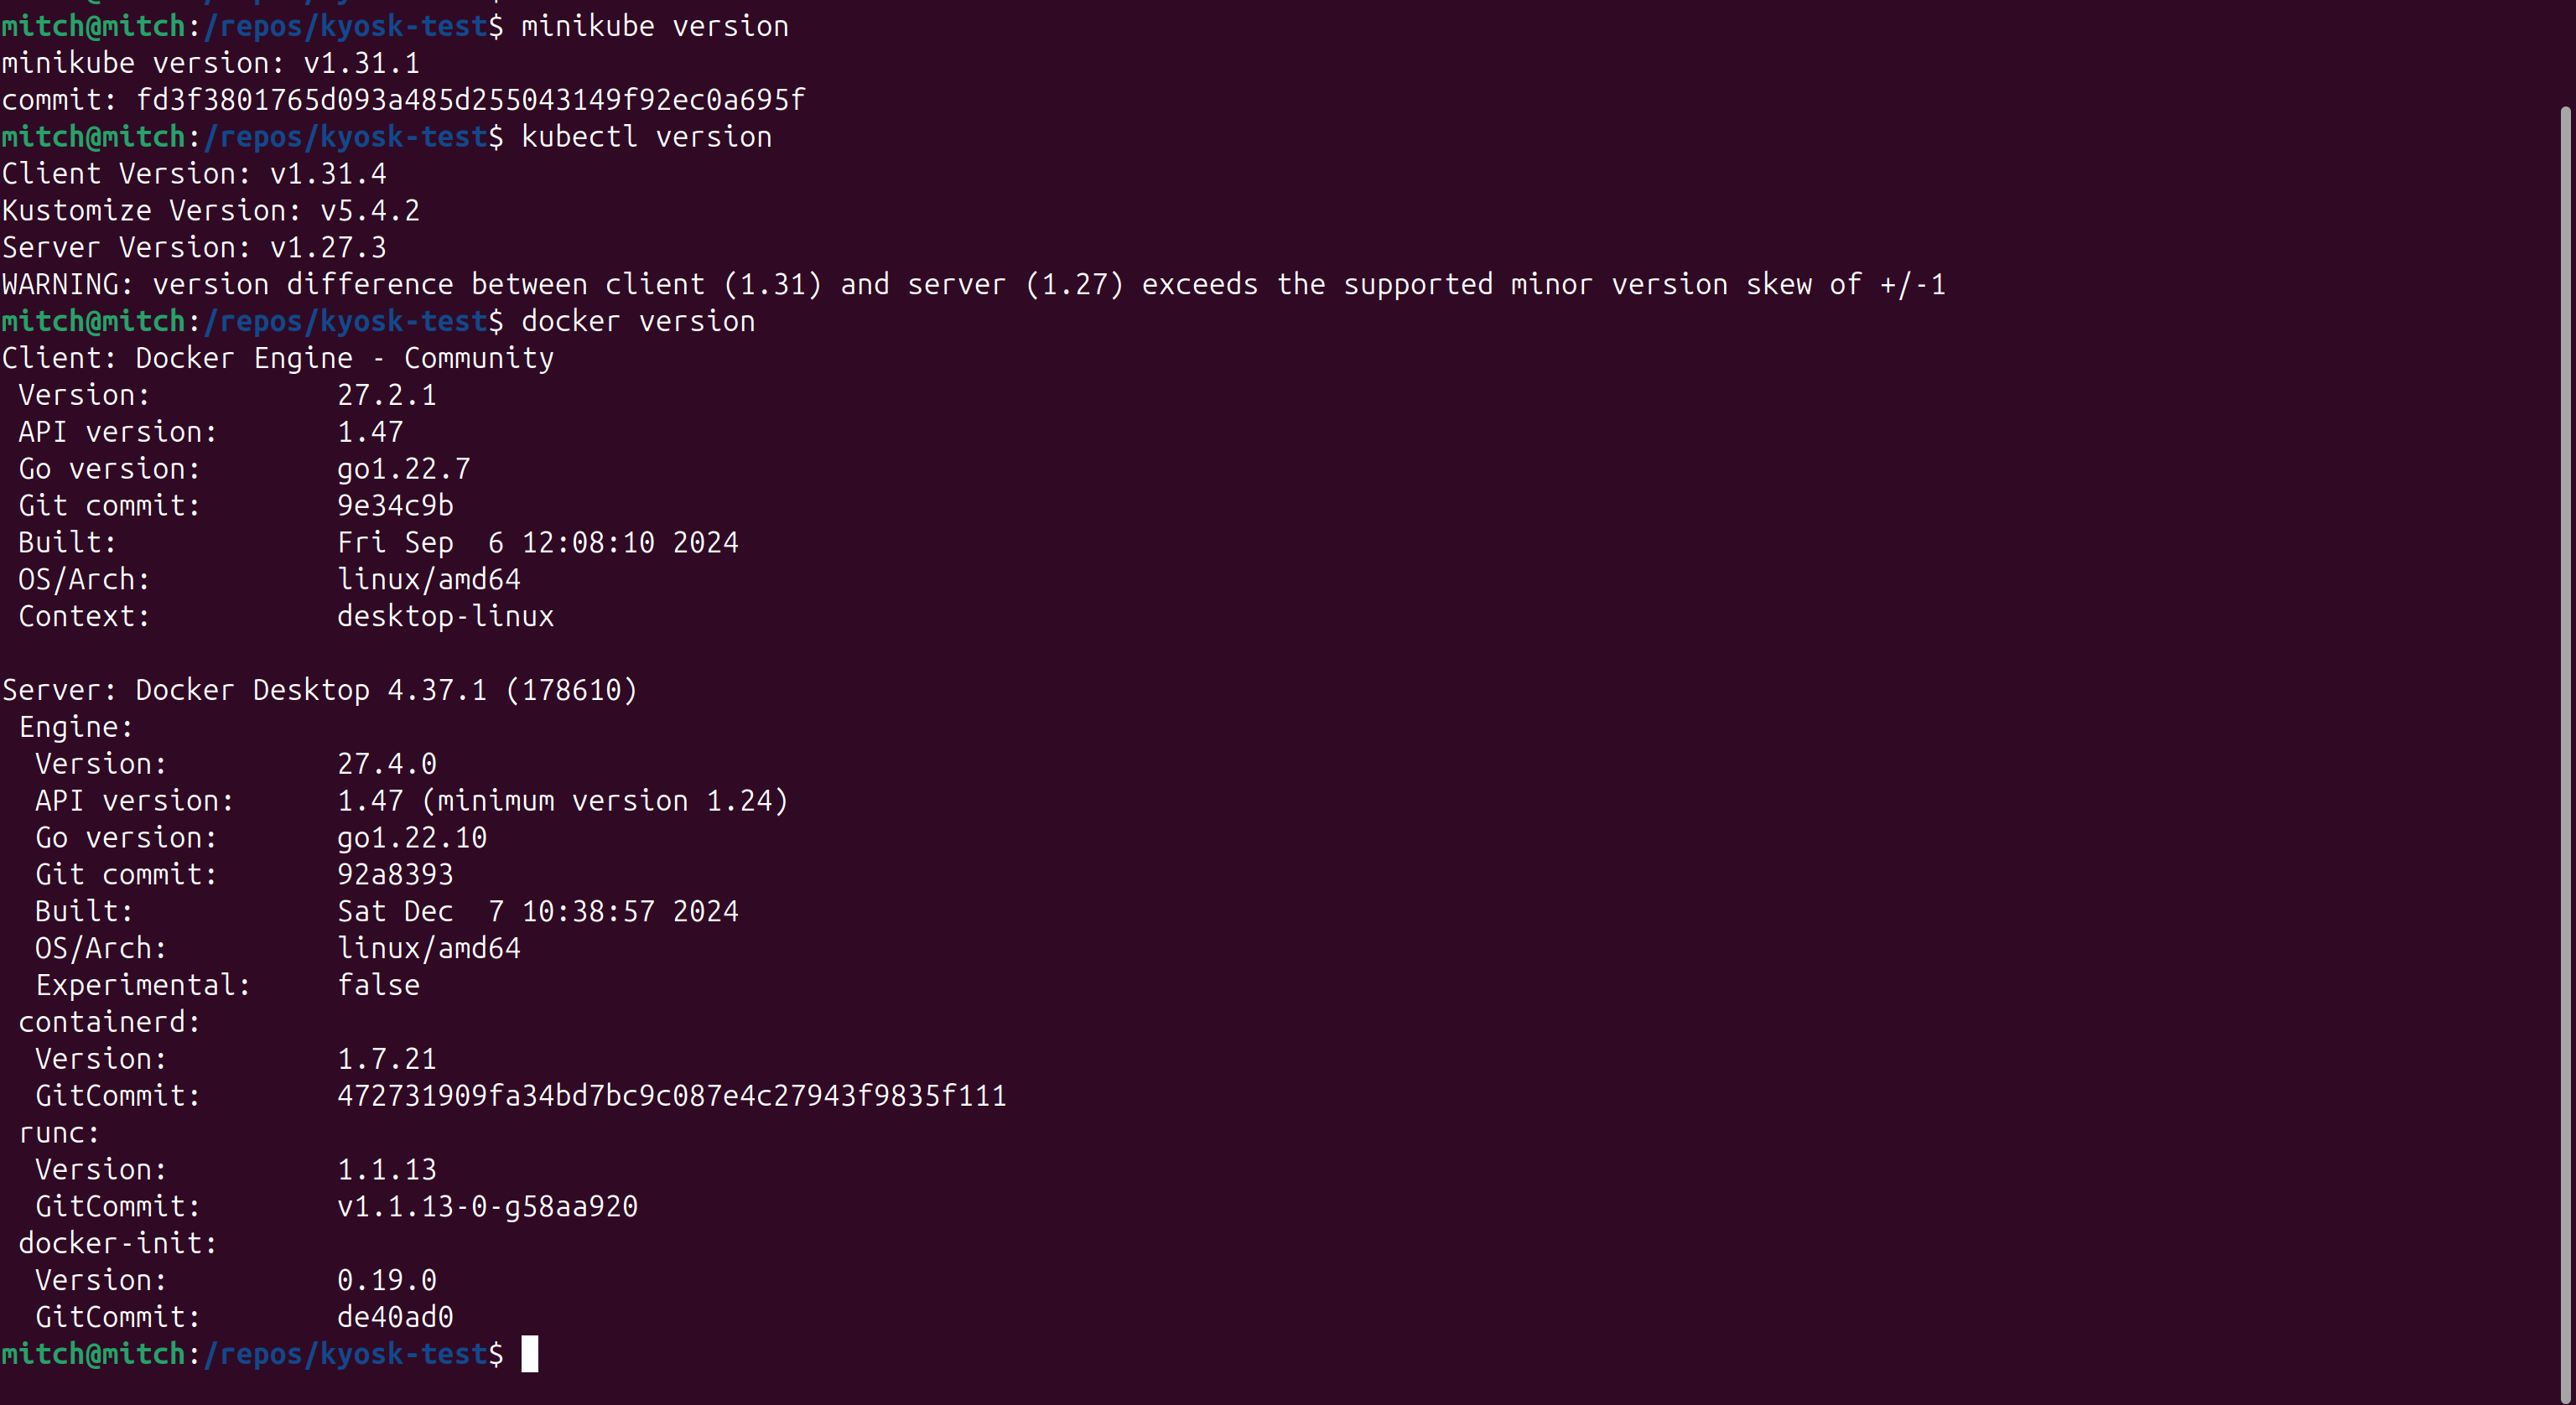 mitch@mitch:/repos/kyosk-test$ minikube version
minikube version: v1.31.1
commit: fd3f3801765d093a485d255043149f92ec0a695f
mitch@mitch:/repos/kyosk-test$ kubectl version
Client Version: v1.31.4
Kustomize Version: v5.4.2
Server Version: v1.27.3
WARNING: version difference between client (1.31) and server (1.27) exceeds the supported minor version skew of +/-1
mitch@mitch:/repos/kyosk-test$ docker version
Client: Docker Engine - Community
 Version:           27.2.1
 API version:       1.47
 Go version:        go1.22.7
 Git commit:        9e34c9b
 Built:             Fri Sep  6 12:08:10 2024
 OS/Arch:           linux/amd64
 Context:           desktop-linux

Server: Docker Desktop 4.37.1 (178610)
 Engine:
  Version:          27.4.0
  API version:      1.47 (minimum version 1.24)
  Go version:       go1.22.10
  Git commit:       92a8393
  Built:            Sat Dec  7 10:38:57 2024
  OS/Arch:          linux/amd64
  Experimental:     false
 containerd:
  Version:          1.7.21
  GitCommit:        472731909fa34bd7bc9c087e4c27943f9835f111
 runc:
  Version:          1.1.13
  GitCommit:        v1.1.13-0-g58aa920
 docker-init:
  Version:          0.19.0
  GitCommit:        de40ad0
mitch@mitch:/repos/kyosk-test$